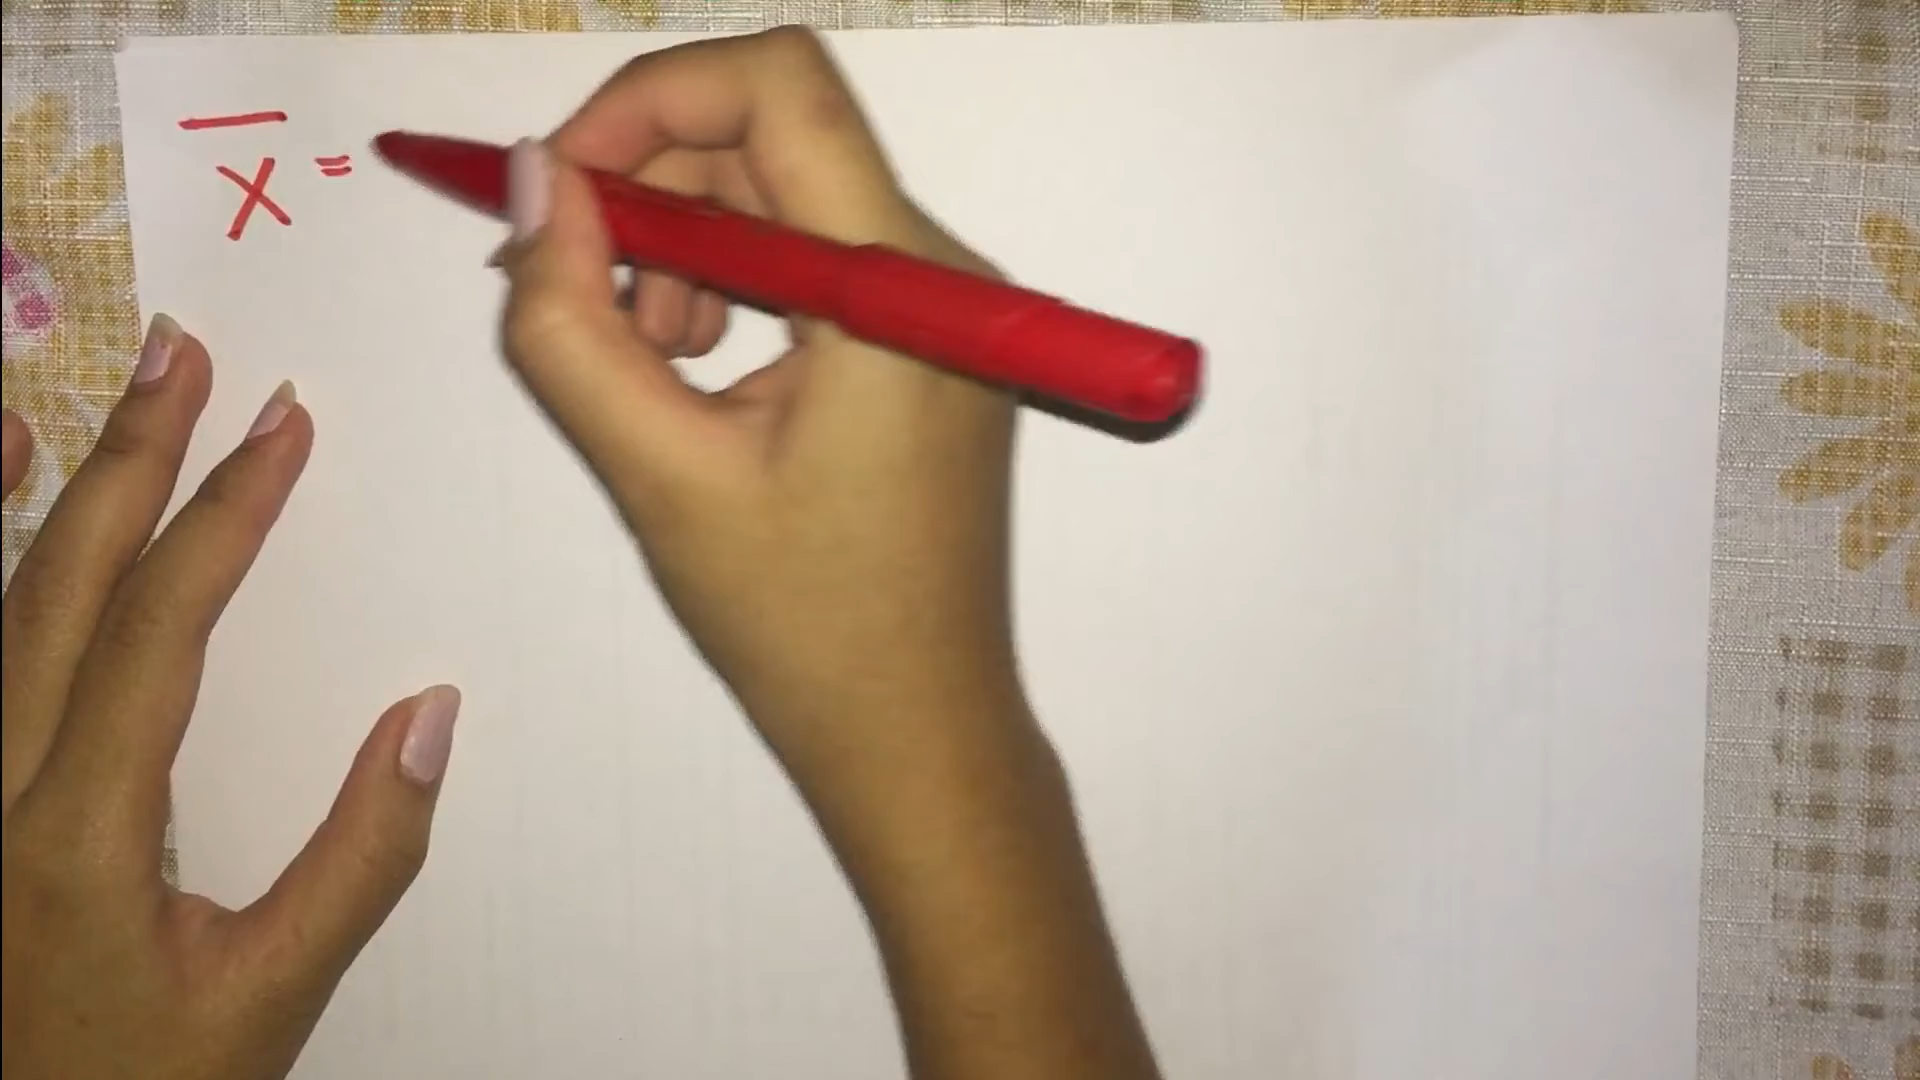 x̄ =